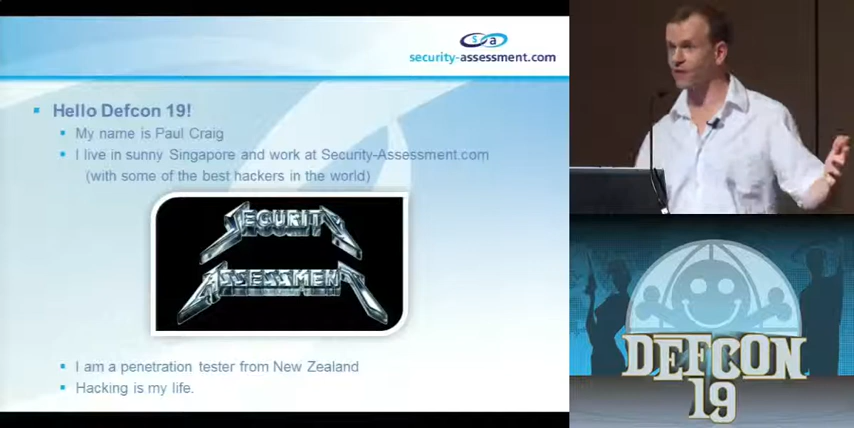 sa
security-assessment.com
Hello Defcon 19!
My name is Paul Craig
I live in sunny Singapore and work at Security-Assessment.com
(with some of the best hackers in the world)
SECURITY
ASSESSMENT
I am a penetration tester from New Zealand
Hacking is my life.
DEFCON
19